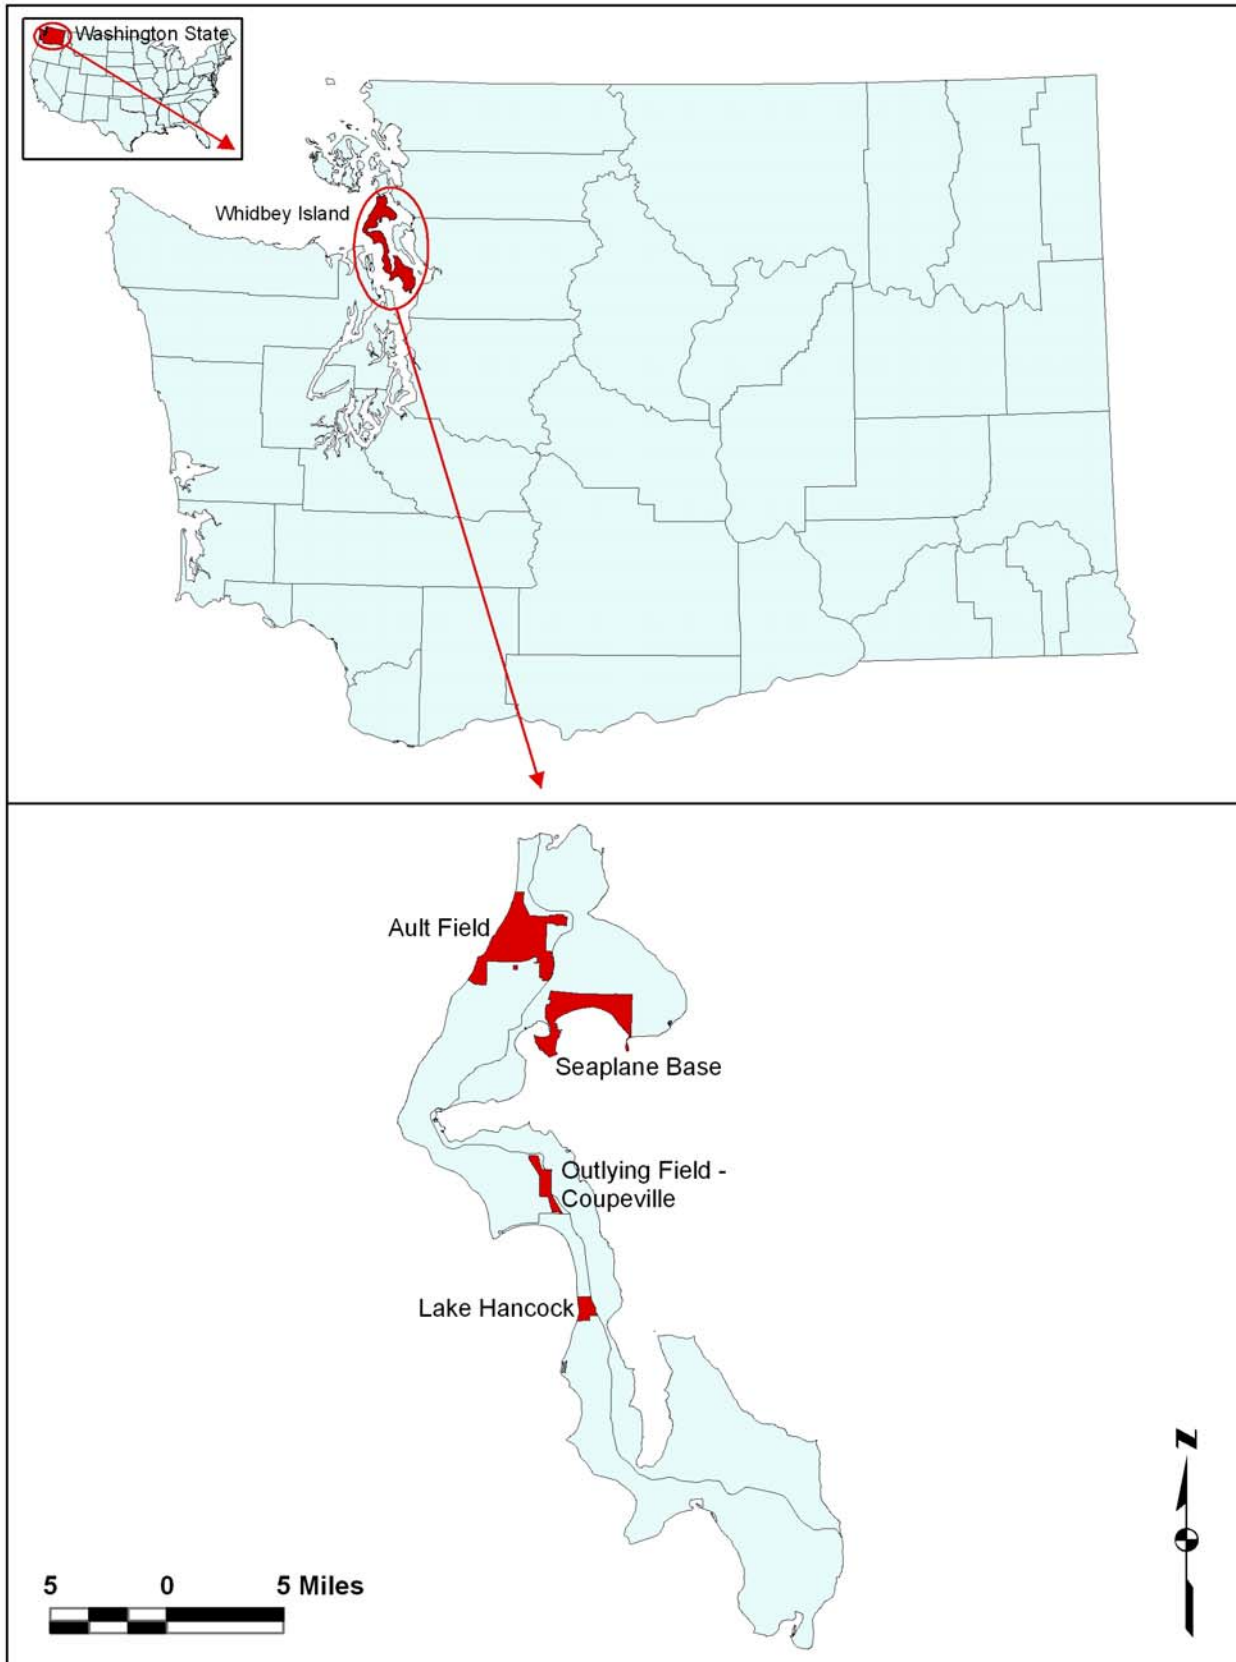 Washington State
Whidbey Island
Ault Field
Seaplane Base
Outlying Field -
Coupeville
Lake Hancock
N
5 0 5 Miles